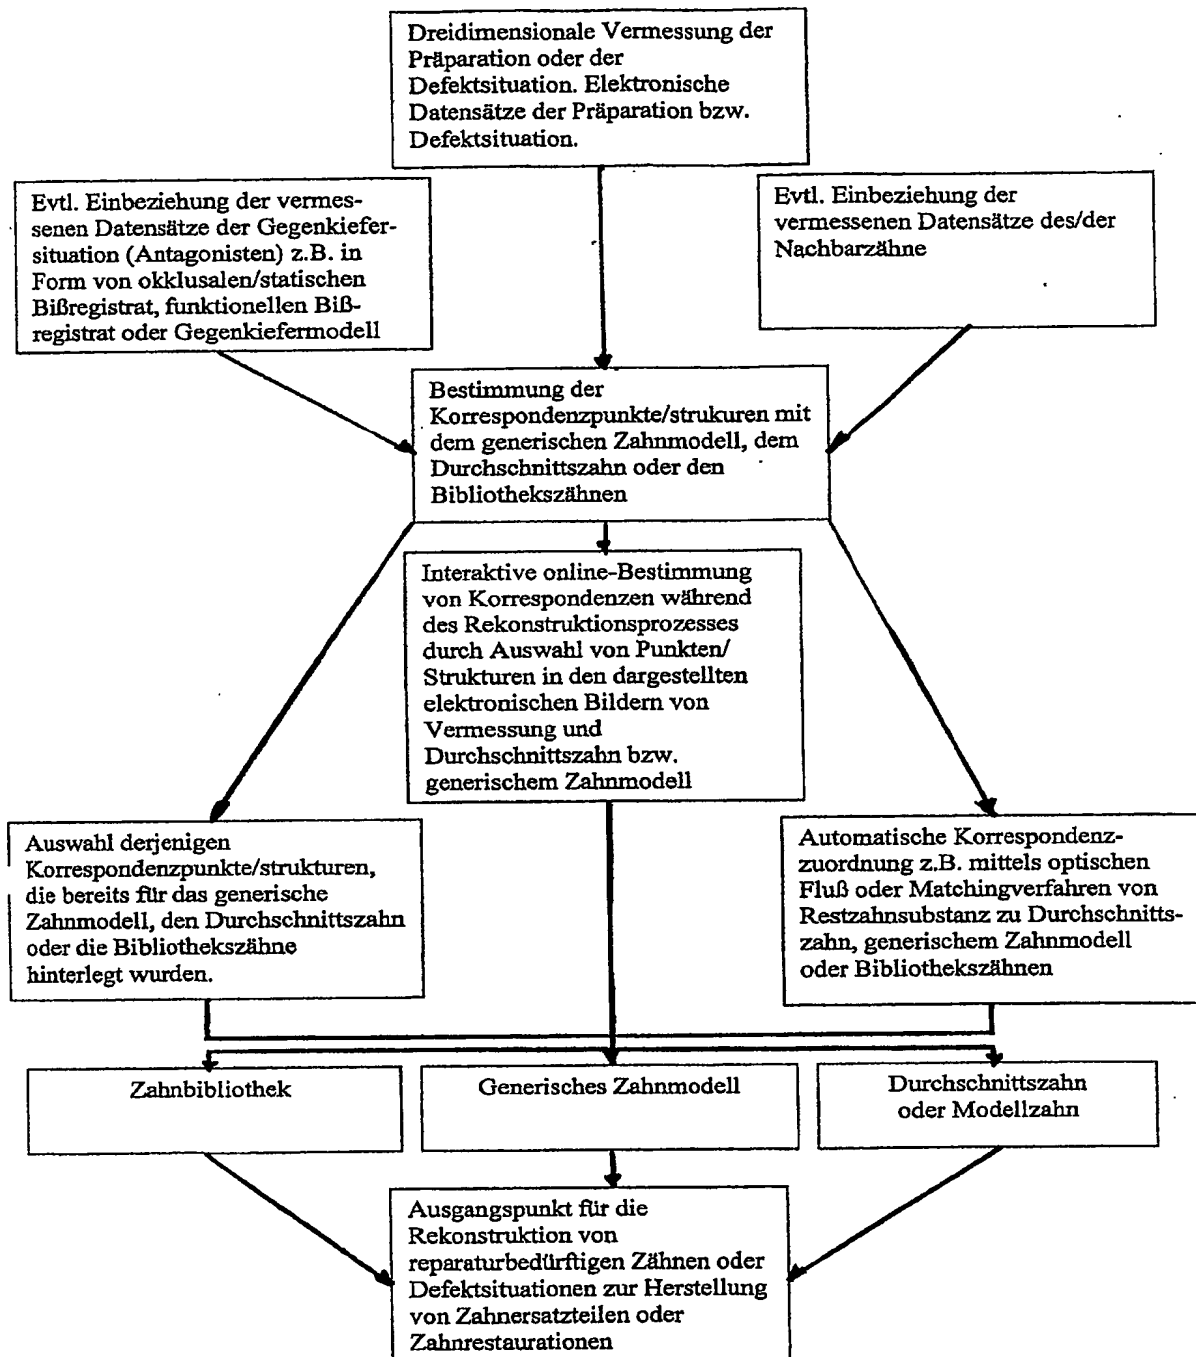 Dreidimensionale Vermessung der
Präparation oder der
Defektsituation. Elektronische
Datensätze der Präparation bzw.
Defektsituation.
Evtl. Einbeziehung der vermes-
senen Datensätze der Gegenkiefer-
situation (Antagonisten) z.B. in
Form von okklusalen/statischen
Bißregistrat, funktionellen Biß-
registrat oder Gegenkiefermodell
Evtl. Einbeziehung der
vermessenen Datensätze des/der
Nachbarzähne
Bestimmung der
Korrespondenzpunkte/strukuren mit
dem generischen Zahnmodell, dem
Durchschnittszahn oder den
Bibliothekszähnen
Interaktive online-Bestimmung
von Korrespondenzen während
des Rekonstruktionsprozesses
durch Auswahl von Punkten/
Strukturen in den dargestellten
elektronischen Bildern von
Vermessung und
Durchschnittszahn bzw.
generischem Zahnmodell
Auswahl derjenigen
Korrespondenzpunkte/strukturen,
die bereits für das generische
Zahnmodell, den Durchschnittszahn
oder die Bibliothekszähne
hinterlegt wurden.
Automatische Korrespondenz-
zuordnung z.B. mittels optischen
Fluß oder Matchingverfahren von
Restzahnsubstanz zu Durchschnitts-
zahn, generischem Zahnmodell
oder Bibliothekszähnen
Zahnbibliothek
Generisches Zahnmodell
Durchschnittszahn
oder Modellzahn
Ausgangspunkt für die
Rekonstruktion von
reparaturbedürftigen Zähnen oder
Defektsituationen zur Herstellung
von Zahnersatzteilen oder
Zahnrestaurationen